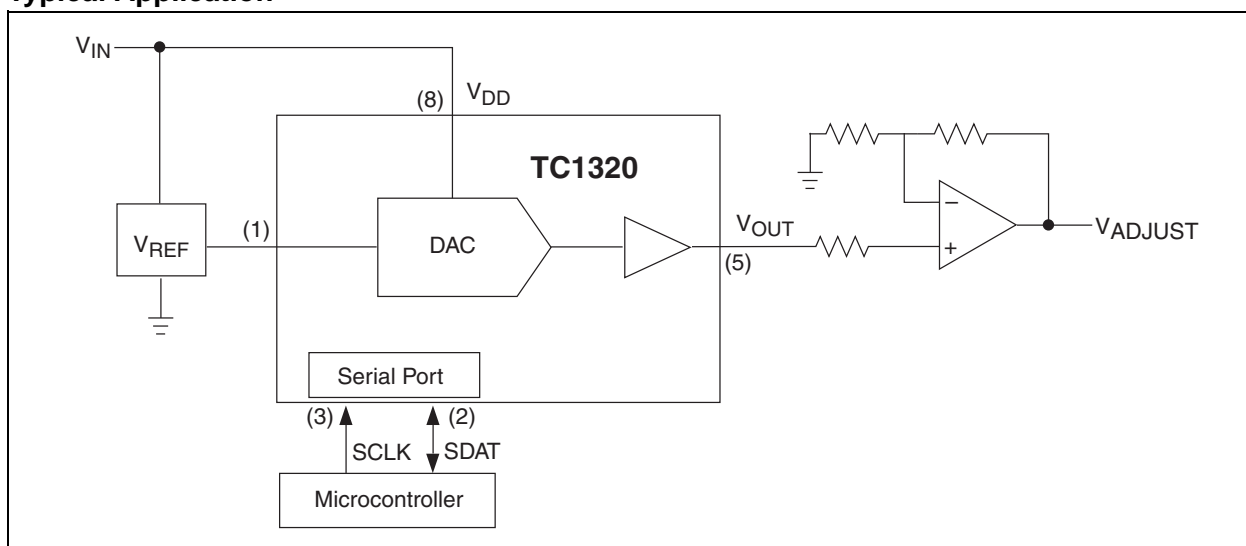 Typical Application
VIN
(8)
VDD
TC1320
VREF
(1)
DAC
VOUT
(5)
−
+
VADJUST
Serial Port
(3)
(2)
SCLK
SDAT
Microcontroller